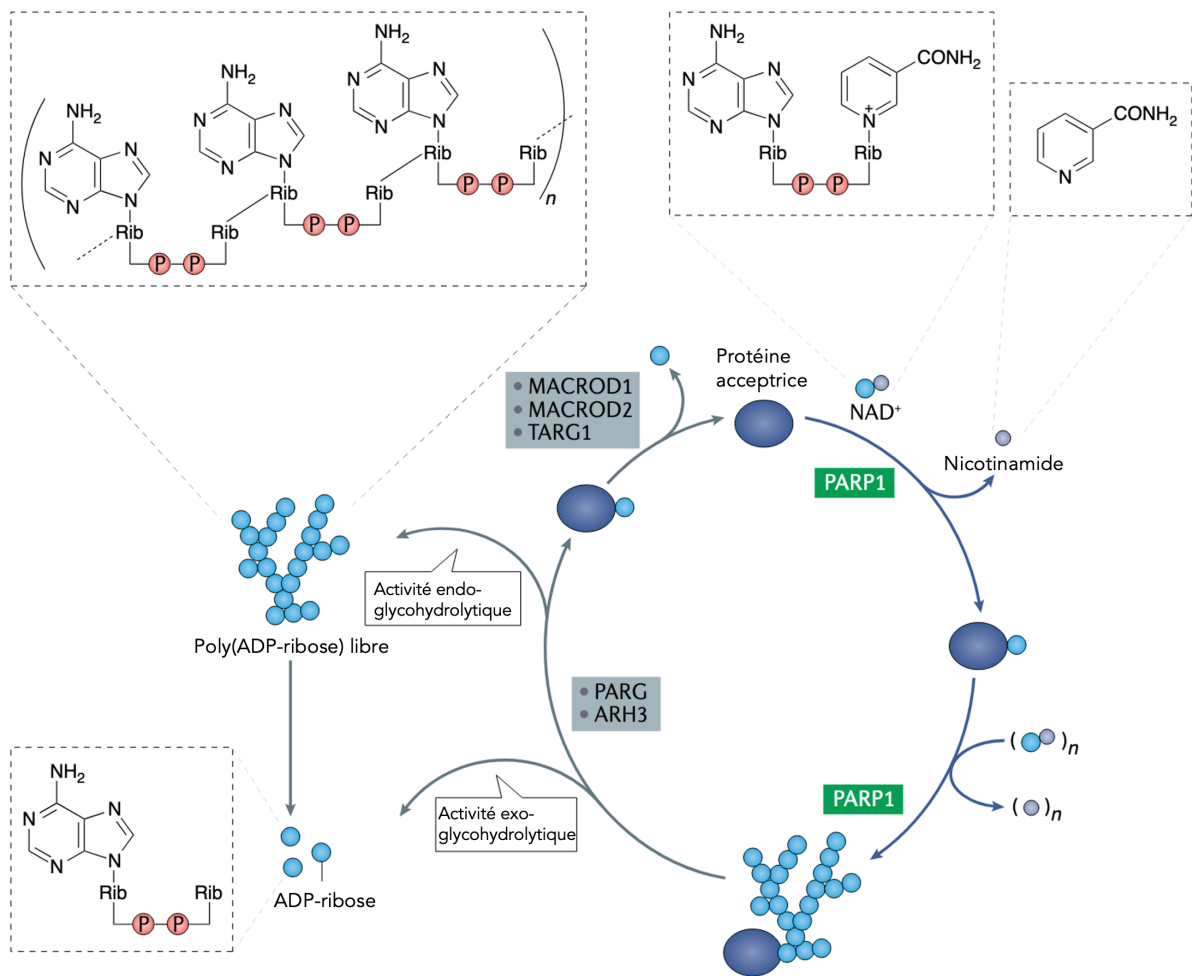 NH₂
N
N
N
N
Rib
P
P
Rib
NH₂
N
N
N
N
Rib
P
P
Rib
NH₂
N
N
N
N
Rib
P
P
Rib
n
NH₂
N
N
N
N
Rib
P
P
Rib
N+
CONH₂
CONH₂
N
Protéine
acceptrice
• MACROD1
• MACROD2
• TARG1
NAD⁺
PARP1
Nicotinamide
Activité endo-
glycohydrolytique
Poly(ADP-ribose) libre
• PARG
• ARH3
( )n
PARP1
( )n
Activité exo-
glycohydrolytique
NH₂
N
N
N
N
Rib
P
P
Rib
ADP-ribose